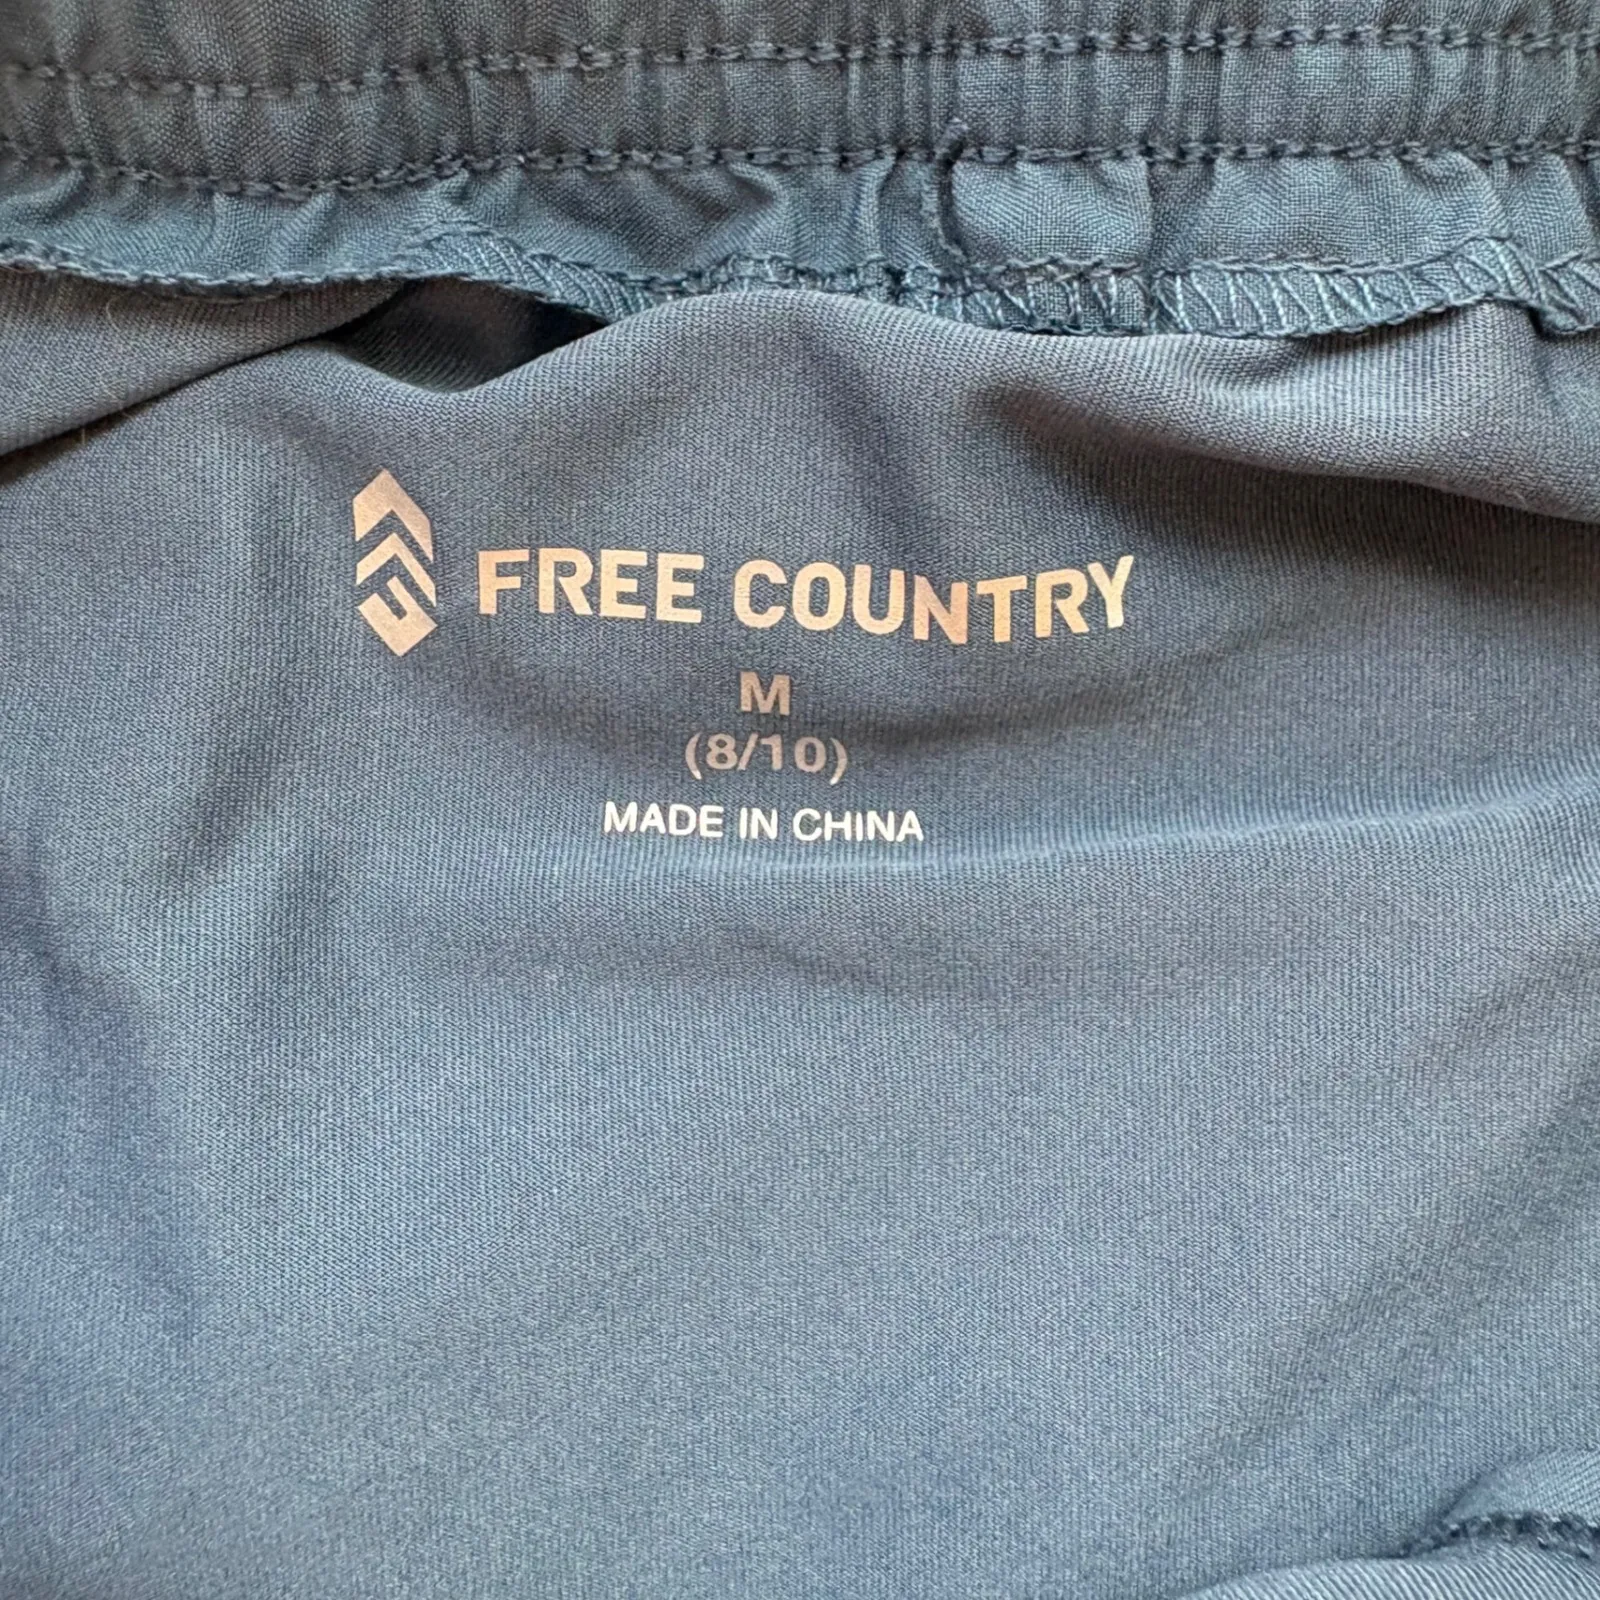 FREE COUNTRY
M
(8/10)
MADE IN CHINA